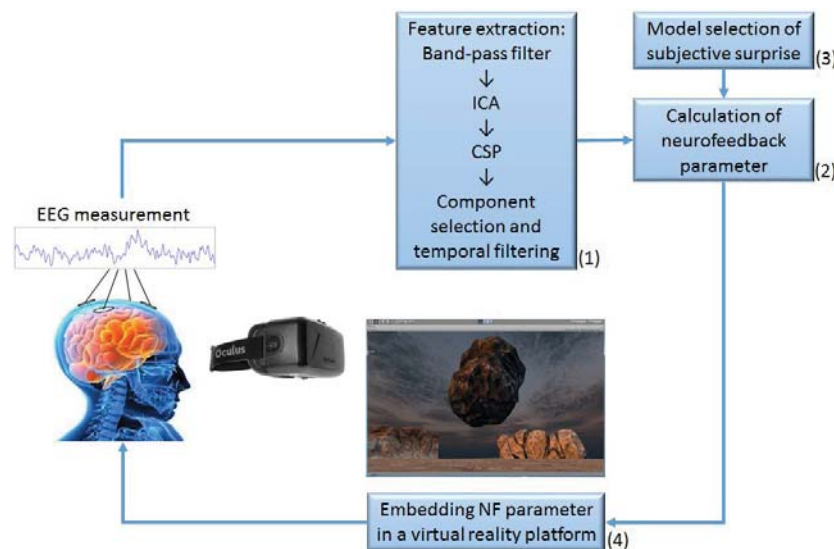 Feature extraction:
Band-pass filter
↓
ICA
↓
CSP
↓
Component
selection and
temporal filtering
(1)
Model selection of
subjective surprise
(3)
Calculation of
neurofeedback
parameter
(2)
EEG measurement
Oculus
Embedding NF parameter
in a virtual reality platform
(4)